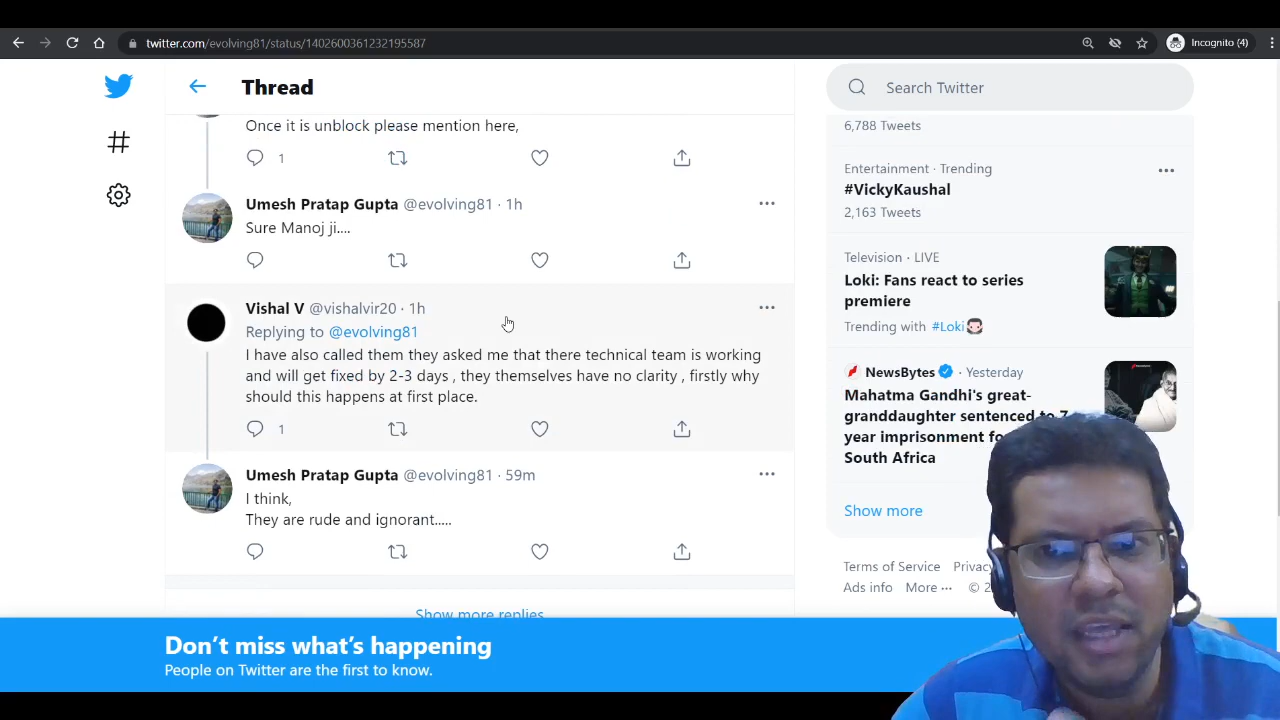 twitter.com/evolving81/status/1402600361232195587
Incognito (4)
Thread
Search Twitter
Once it is unblock please mention here,
1
Umesh Pratap Gupta @evolving81 · 1h
Sure Manoj ji....
Vishal V @vishalvir20 · 1h
Replying to @evolving81
I have also called them they asked me that there technical team is working
and will get fixed by 2-3 days , they themselves have no clarity , firstly why
should this happens at first place.
1
Umesh Pratap Gupta @evolving81 · 59m
I think,
They are rude and ignorant.....
Show more replies
6,788 Tweets
Entertainment · Trending
#VickyKaushal
2,163 Tweets
Television · LIVE
Loki: Fans react to series
premiere
Trending with #Loki
NewsBytes · Yesterday
Mahatma Gandhi's great-
granddaughter sentenced to 7
year imprisonment
South Africa
Show more
Terms of Service Privacy
Ads info More ··· ©
Don't miss what's happening
People on Twitter are the first to know.